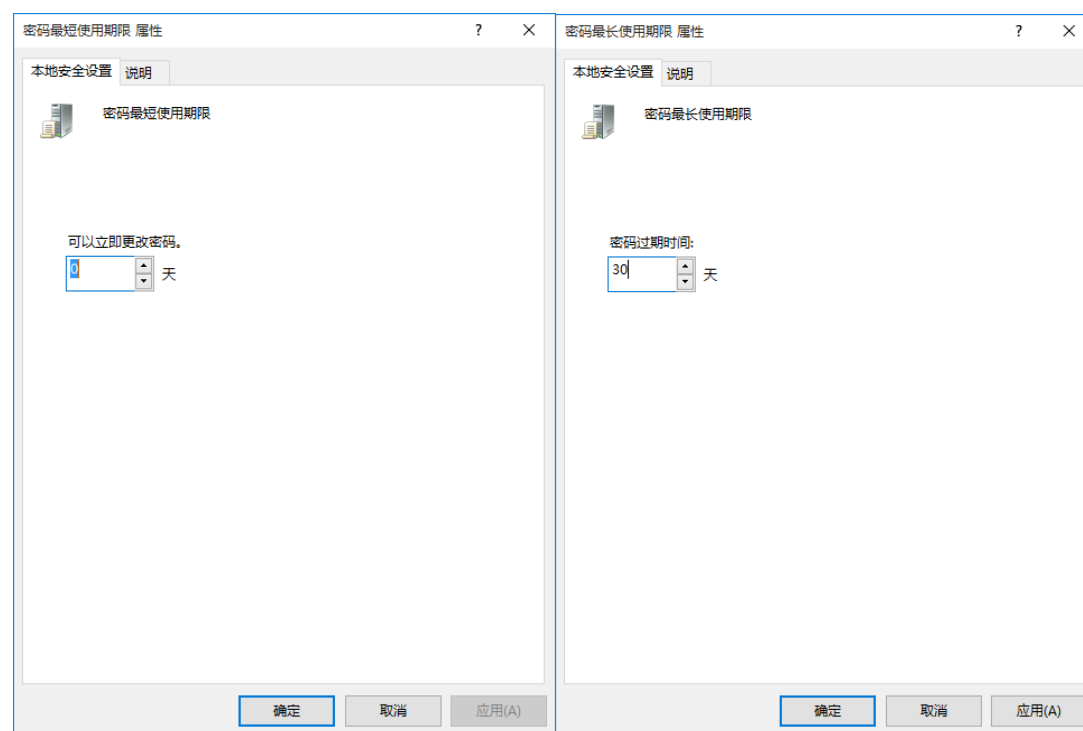 密码最短使用期限 属性
本地安全设置 说明
密码最短使用期限
可以立即更改密码。
0 天
确定 取消 应用(A)
密码最长使用期限 属性
本地安全设置 说明
密码最长使用期限
密码过期时间:
30 天
确定 取消 应用(A)